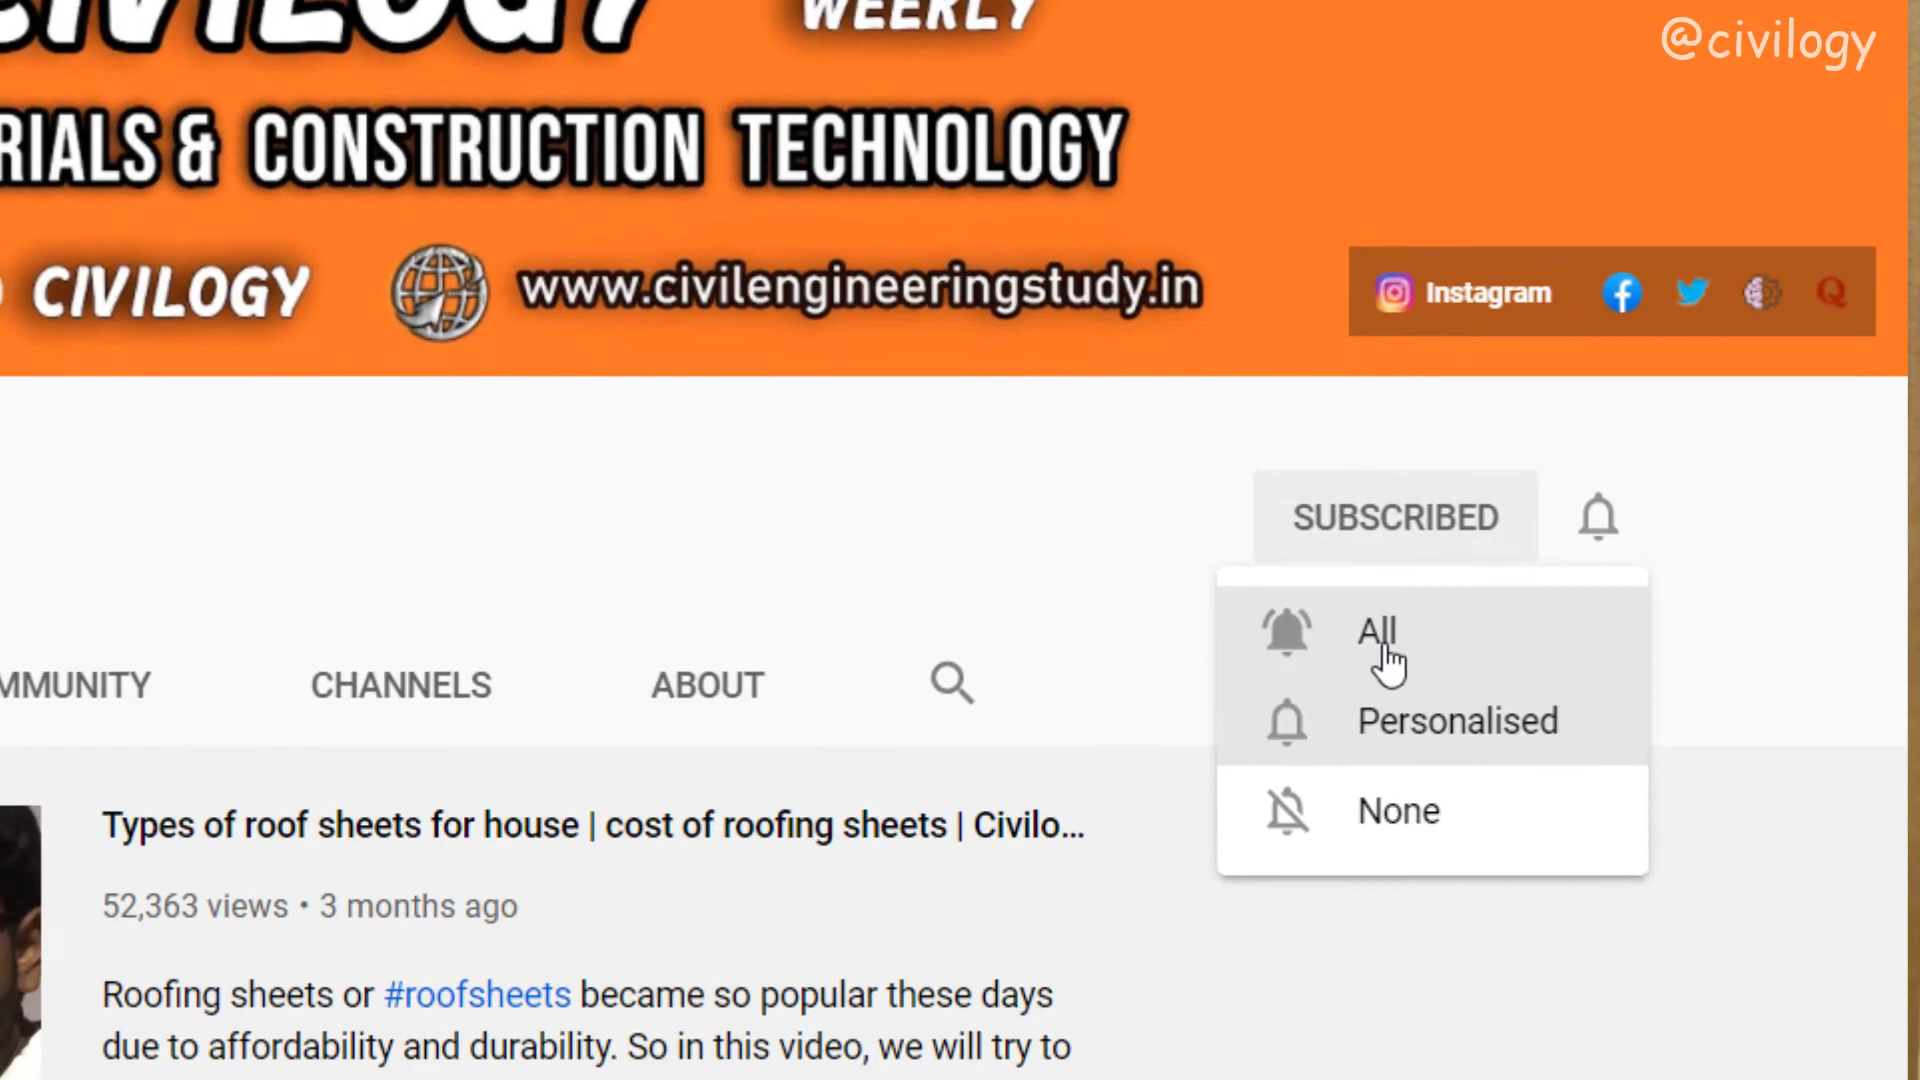 CIVILOGY
WEEKLY
@civilogy
RIALS & CONSTRUCTION TECHNOLOGY
CIVILOGY
www.civilengineeringstudy.in
Instagram
SUBSCRIBED
All
Personalised
None
MMUNITY
CHANNELS
ABOUT
Types of roof sheets for house | cost of roofing sheets | Civilo...
52,363 views • 3 months ago
Roofing sheets or #roofsheets became so popular these days
due to affordability and durability. So in this video, we will try to